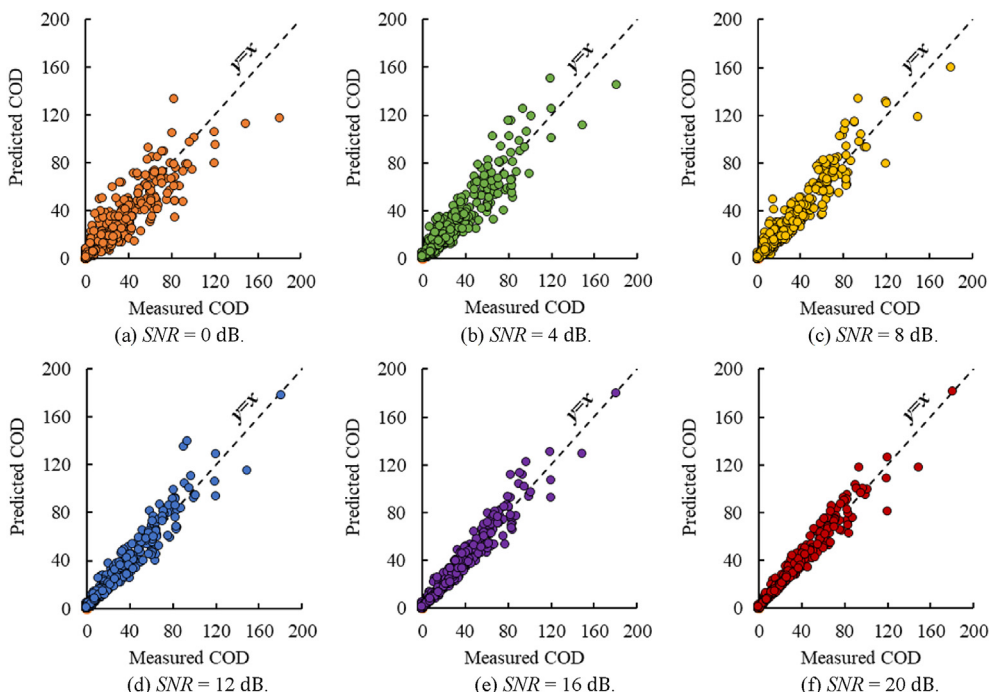 200
160
120
80
40
0
Predicted COD
y=x
0 40 80 120 160 200
Measured COD
(a) SNR = 0 dB.
200
160
120
80
40
0
Predicted COD
y=x
0 40 80 120 160 200
Measured COD
(b) SNR = 4 dB.
200
160
120
80
40
0
Predicted COD
y=x
0 40 80 120 160 200
Measured COD
(c) SNR = 8 dB.
200
160
120
80
40
0
Predicted COD
y=x
0 40 80 120 160 200
Measured COD
(d) SNR = 12 dB.
200
160
120
80
40
0
Predicted COD
y=x
0 40 80 120 160 200
Measured COD
(e) SNR = 16 dB.
200
160
120
80
40
0
Predicted COD
y=x
0 40 80 120 160 200
Measured COD
(f) SNR = 20 dB.